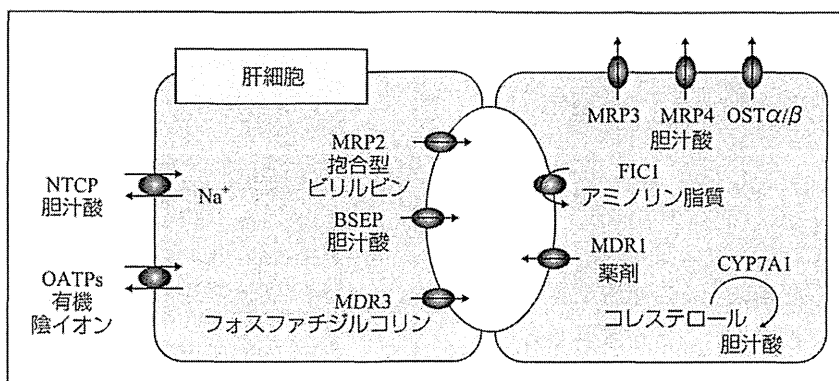 肝細胞
MRP3 MRP4 OSTα/β
胆汁酸
MRP2
抱合型
ビリルビン
NTCP
胆汁酸
Na⁺
BSEP
胆汁酸
OATPs
有機
陰イオン
MDR3
フォスファチジルコリン
FIC1
アミノリン脂質
MDR1
薬剤
CYP7A1
コレステロール
胆汁酸